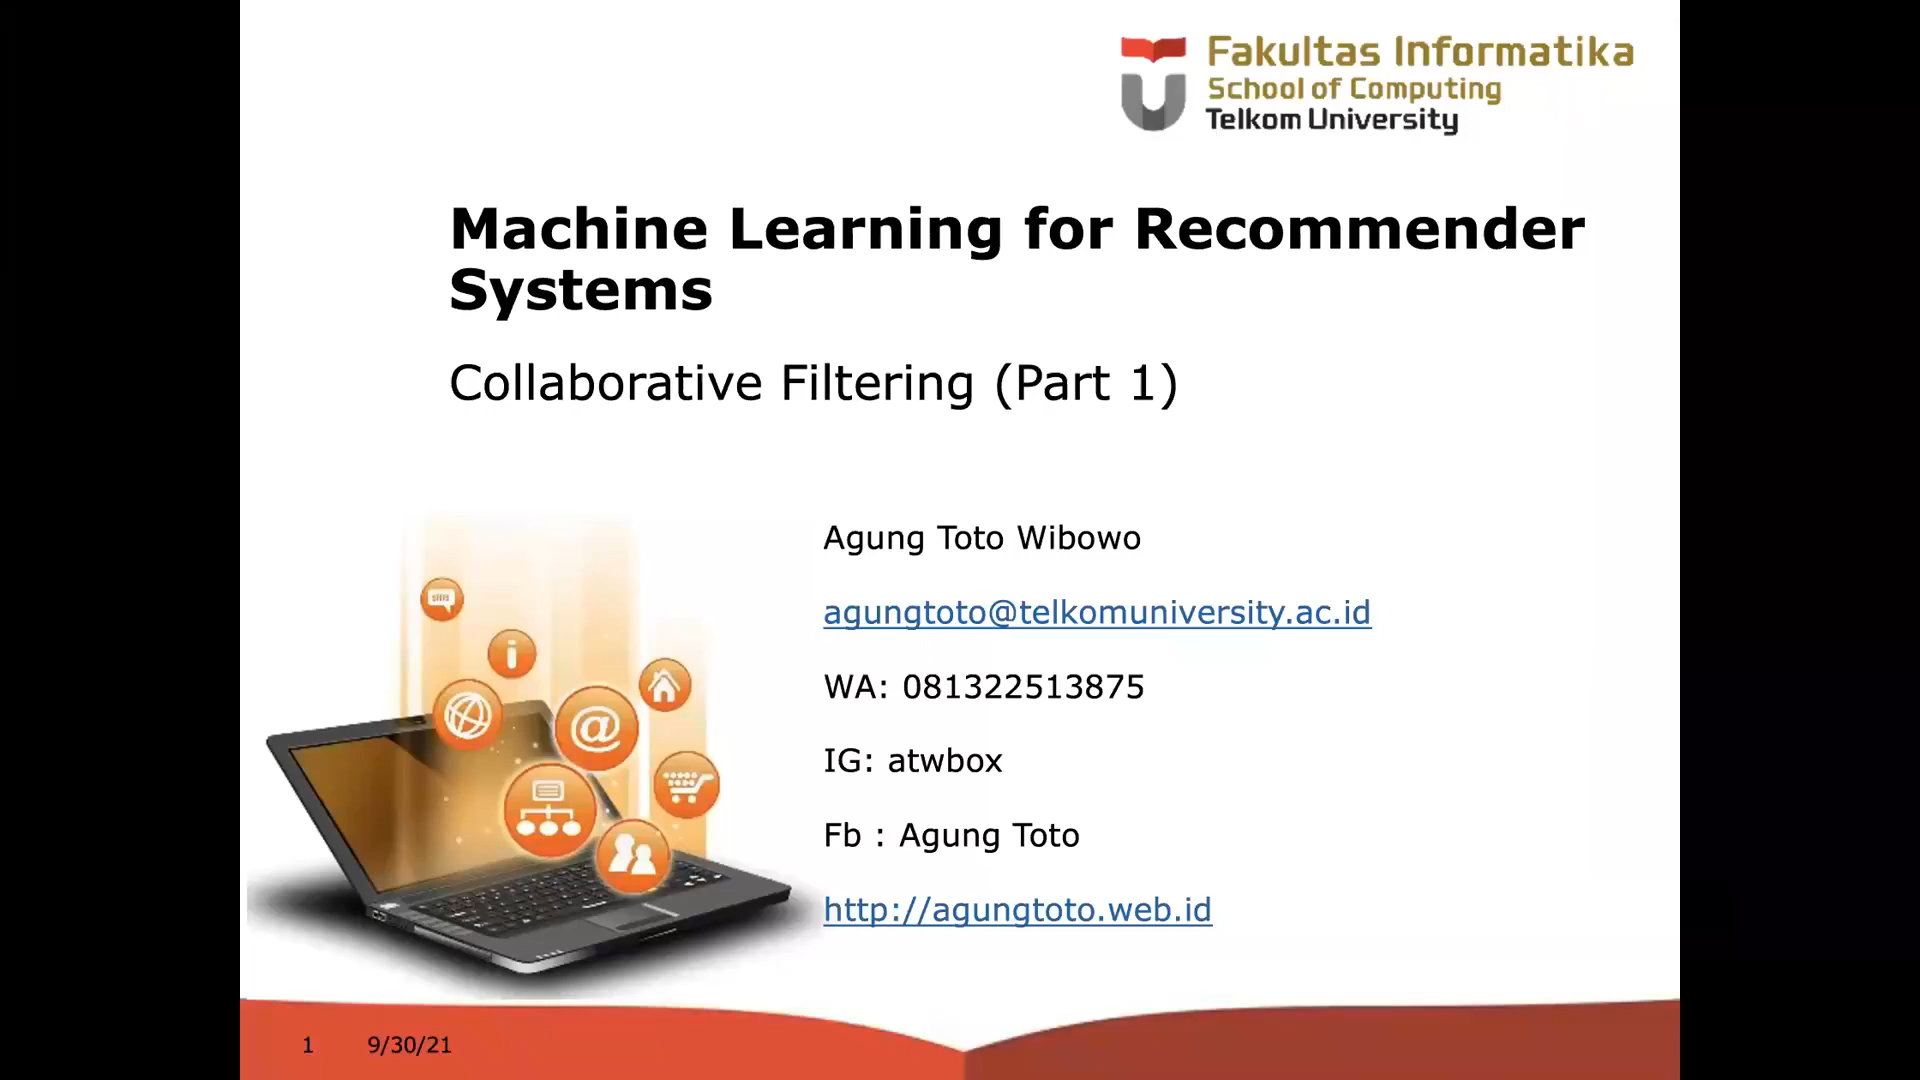 Fakultas Informatika
School of Computing
Telkom University
Machine Learning for Recommender
Systems
Collaborative Filtering (Part 1)
Agung Toto Wibowo
agungtoto@telkomuniversity.ac.id
WA: 081322513875
IG: atwbox
Fb : Agung Toto
http://agungtoto.web.id
1 9/30/21